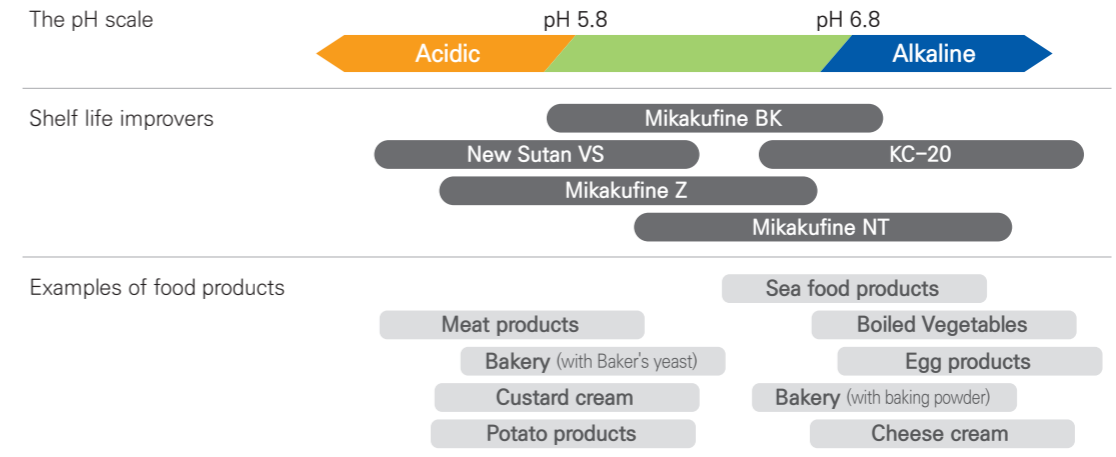 The pH scale
pH 5.8
pH 6.8
Acidic
Alkaline
Shelf life improvers
Mikakufine BK
New Sutan VS
KC-20
Mikakufine Z
Mikakufine NT
Examples of food products
Sea food products
Meat products
Boiled Vegetables
Bakery (with Baker's yeast)
Egg products
Custard cream
Bakery (with baking powder)
Potato products
Cheese cream